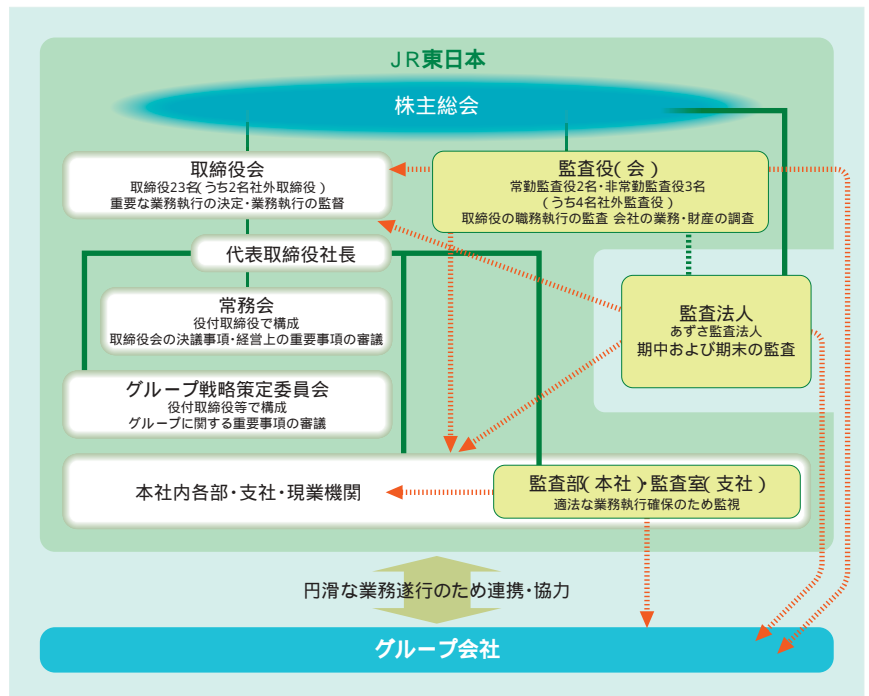 JR東日本
株主総会
取締役会
取締役23名(うち2名社外取締役)
重要な業務執行の決定・業務執行の監督
監査役(会)
常勤監査役2名・非常勤監査役3名
(うち4名社外監査役)
取締役の職務執行の監査 会社の業務・財産の調査
代表取締役社長
常務会
役付取締役で構成
取締役会の決議事項・経営上の重要事項の審議
監査法人
あずさ監査法人
期中および期末の監査
グループ戦略策定委員会
役付取締役等で構成
グループに関する重要事項の審議
本社内各部・支社・現業機関
監査部(本社)・監査室(支社)
適法な業務執行確保のため監視
円滑な業務遂行のため連携・協力
グループ会社